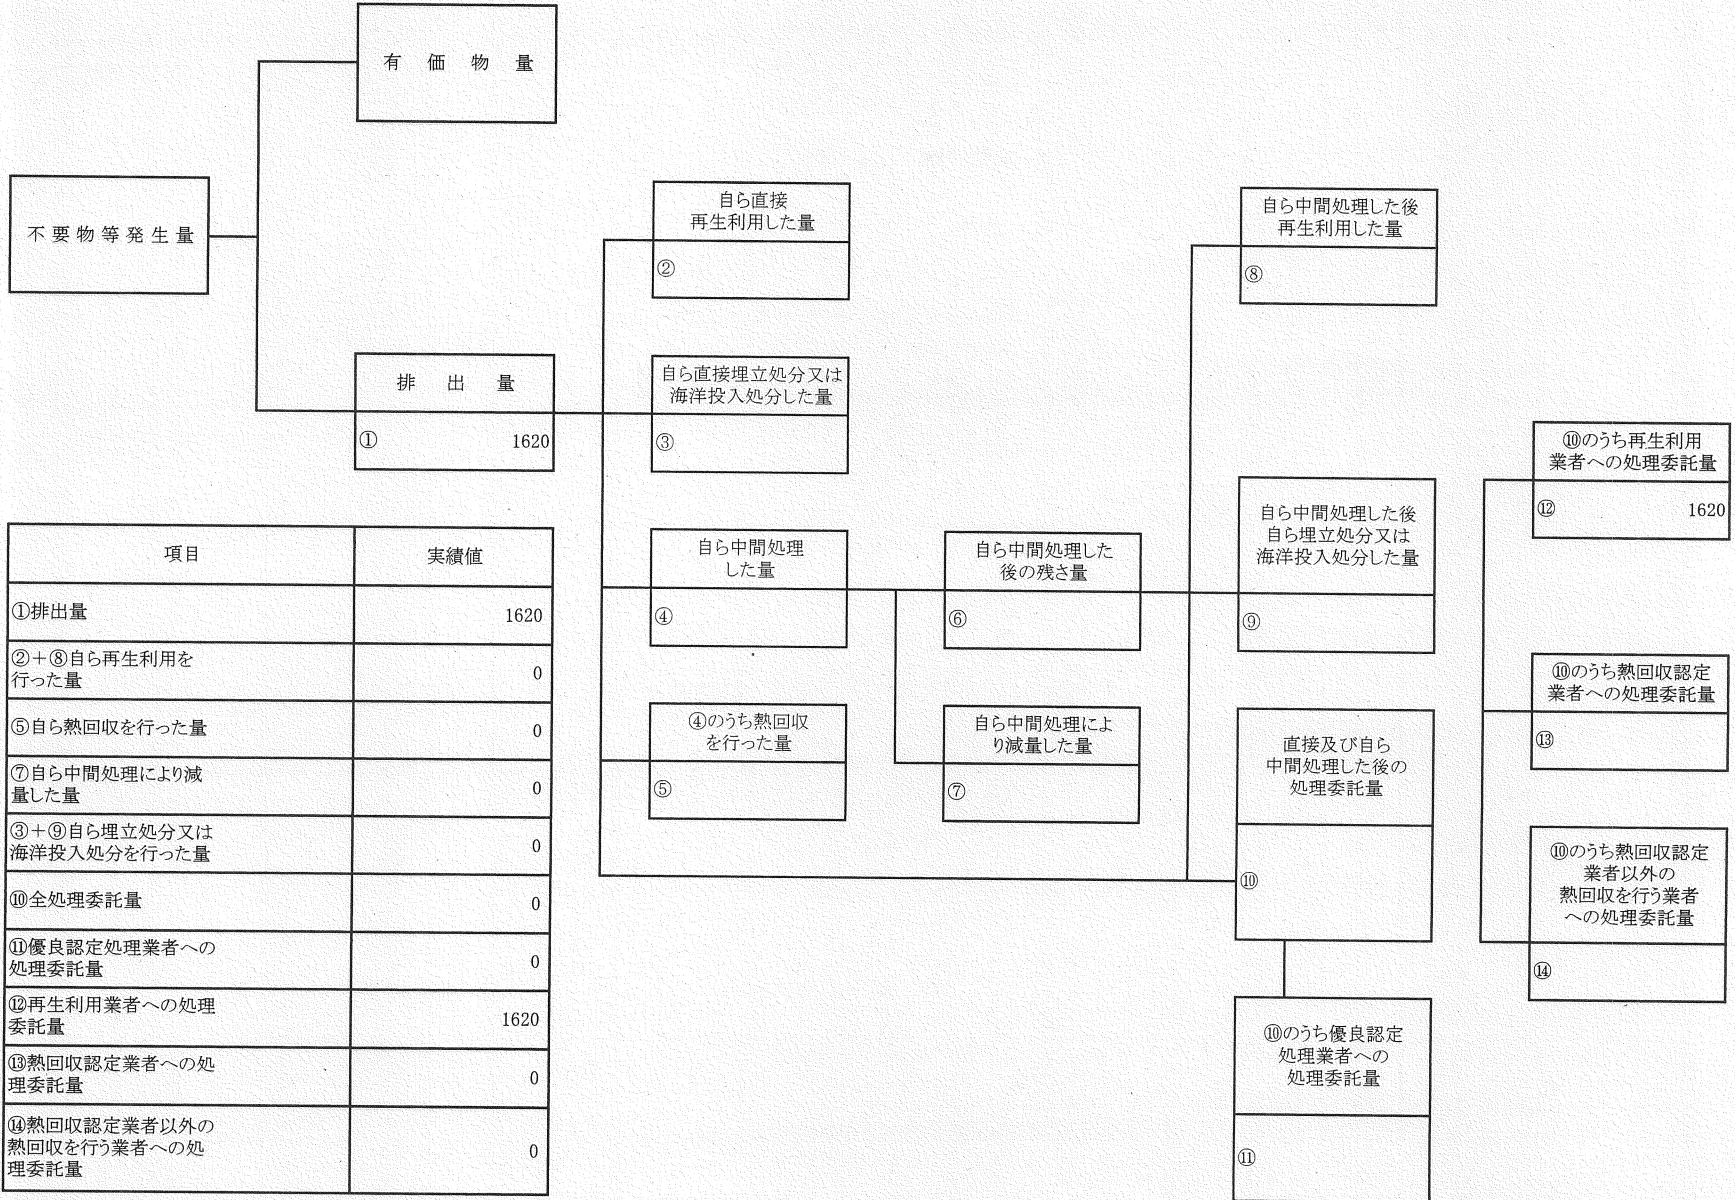 有価物量
不要物等発生量
排出量
① 1620
自ら直接
再生利用した量
②
自ら直接埋立処分又は
海洋投入処分した量
③
自ら中間処理
した量
④
④のうち熱回収
を行った量
⑤
自ら中間処理した
後の残さ量
⑥
自ら中間処理によ
り減量した量
⑦
自ら中間処理した後
再生利用した量
⑧
自ら中間処理した後
自ら埋立処分又は
海洋投入処分した量
⑨
直接及び自ら
中間処理した後の
処理委託量
⑩
⑩のうち優良認定
処理業者への
処理委託量
⑪
⑩のうち再生利用
業者への処理委託量
⑫ 1620
⑩のうち熱回収認定
業者への処理委託量
⑬
⑩のうち熱回収認定
業者以外の
熱回収を行う業者
への処理委託量
⑭
項目 実績値
①排出量 1620
②+⑧自ら再生利用を
行った量 0
⑤自ら熱回収を行った量 0
⑦自ら中間処理により減
量した量 0
③+⑨自ら埋立処分又は
海洋投入処分を行った量 0
⑩全処理委託量 0
⑪優良認定処理業者への
処理委託量 0
⑫再生利用業者への処理
委託量 1620
⑬熱回収認定業者への処
理委託量 0
⑭熱回収認定業者以外の
熱回収を行う業者への処
理委託量 0